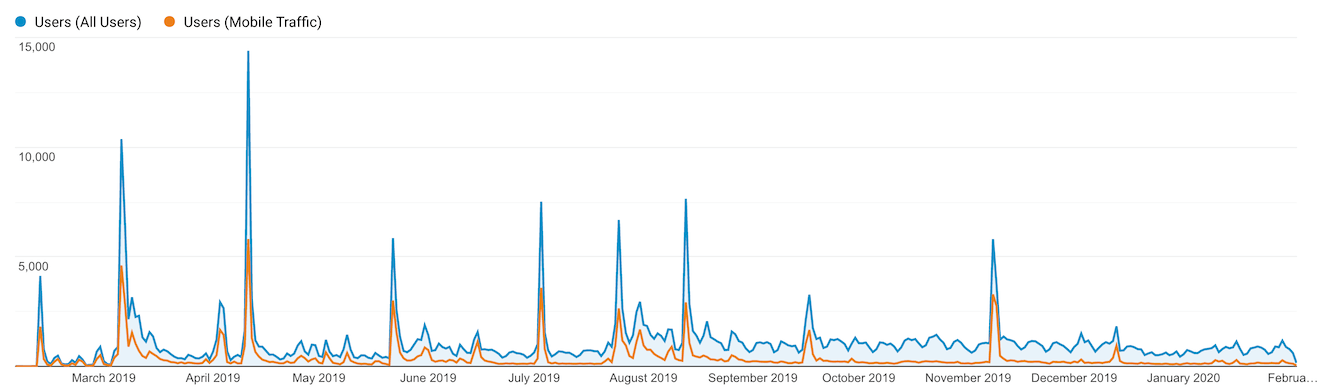 Users (All Users) Users (Mobile Traffic)
15,000
10,000
5,000
March 2019 April 2019 May 2019 June 2019 July 2019 August 2019 September 2019 October 2019 November 2019 December 2019 January 2020 Februa…